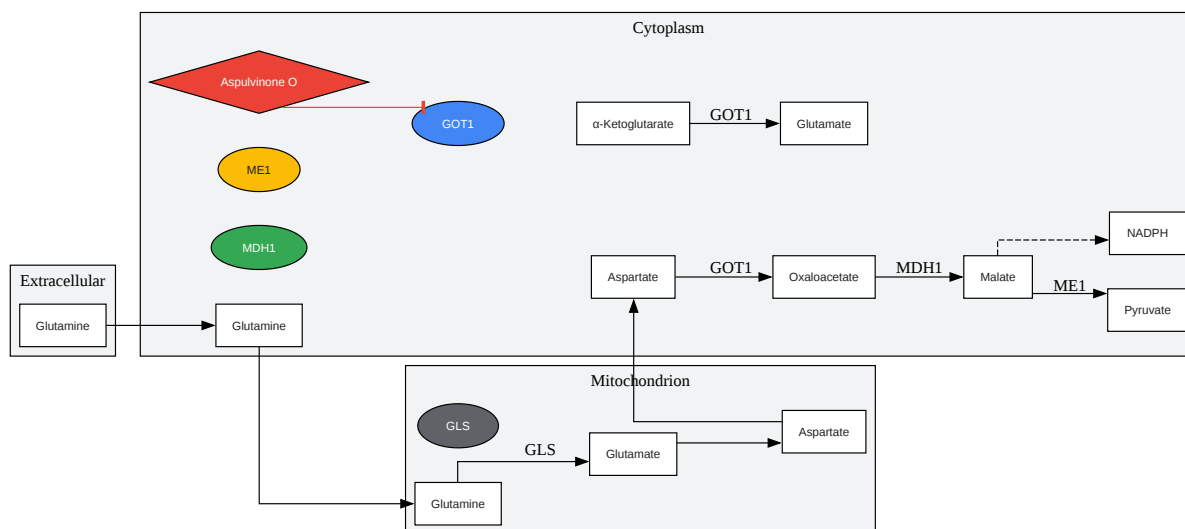 Cytoplasm
Aspulvinone O
GOT1
α-Ketoglutarate
GOT1
Glutamate
ME1
MDH1
NADPH
Extracellular
Aspartate
GOT1
Oxaloacetate
MDH1
Malate
ME1
Pyruvate
Glutamine
Glutamine
Mitochondrion
GLS
Aspartate
GLS
Glutamate
Glutamine